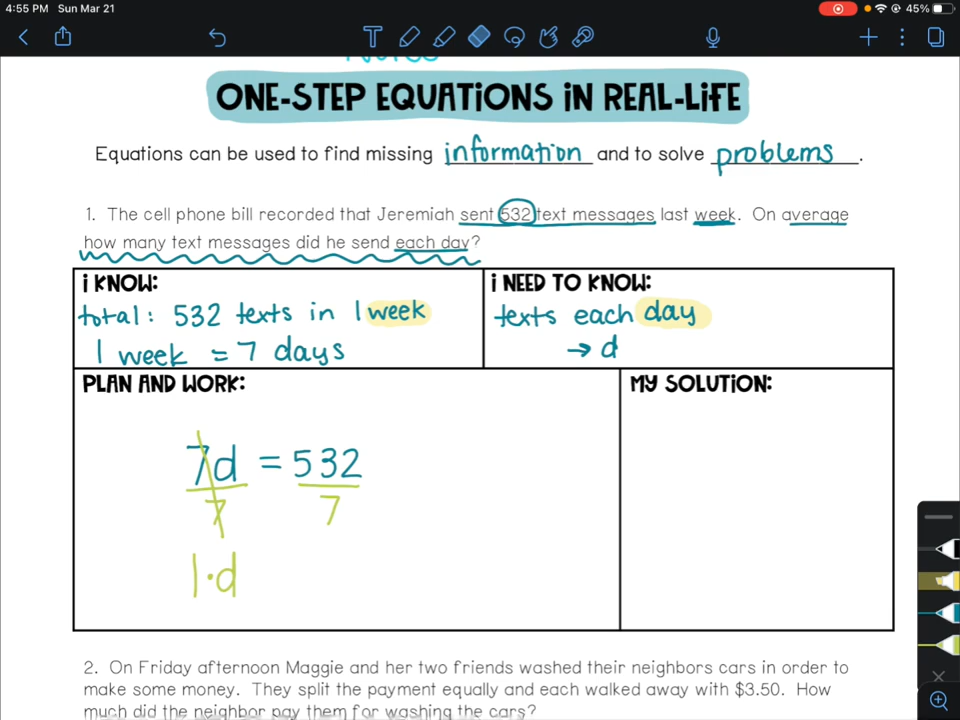 4:55 PM Sun Mar 21
45%
ONE-STEP EQUATIONS IN REAL-LIFE
Equations can be used to find missing information and to solve problems.
1. The cell phone bill recorded that Jeremiah sent 532 text messages last week. On average
how many text messages did he send each day?
I KNOW:
total: 532 texts in 1 week
1 week = 7 days
I NEED TO KNOW:
texts each day
→ d
PLAN AND WORK:
7d = 532
7 7
1·d
MY SOLUTION:
2. On Friday afternoon Maggie and her two friends washed their neighbors cars in order to
make some money. They split the payment equally and each walked away with $3.50. How
much did the neighbor pay them for washing the cars?